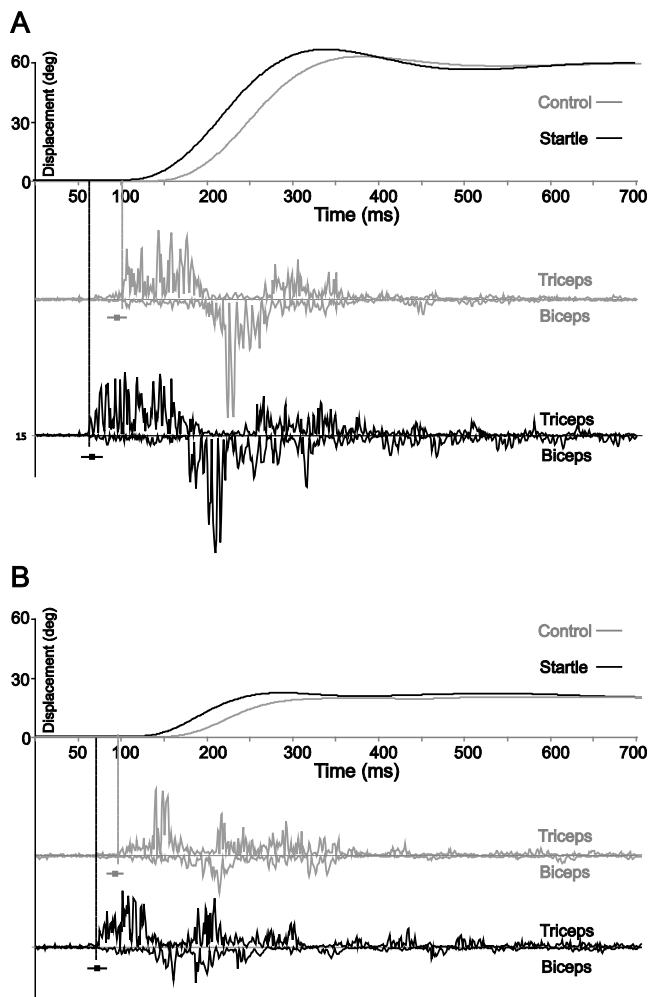 A
Displacement (deg)
60
30
0
Control
Startle
50 100 200 300 400 500 600 700
Time (ms)
Triceps
Biceps
15
Triceps
Biceps
B
Displacement (deg)
60
30
0
Control
Startle
50 100 200 300 400 500 600 700
Time (ms)
Triceps
Biceps
Triceps
Biceps